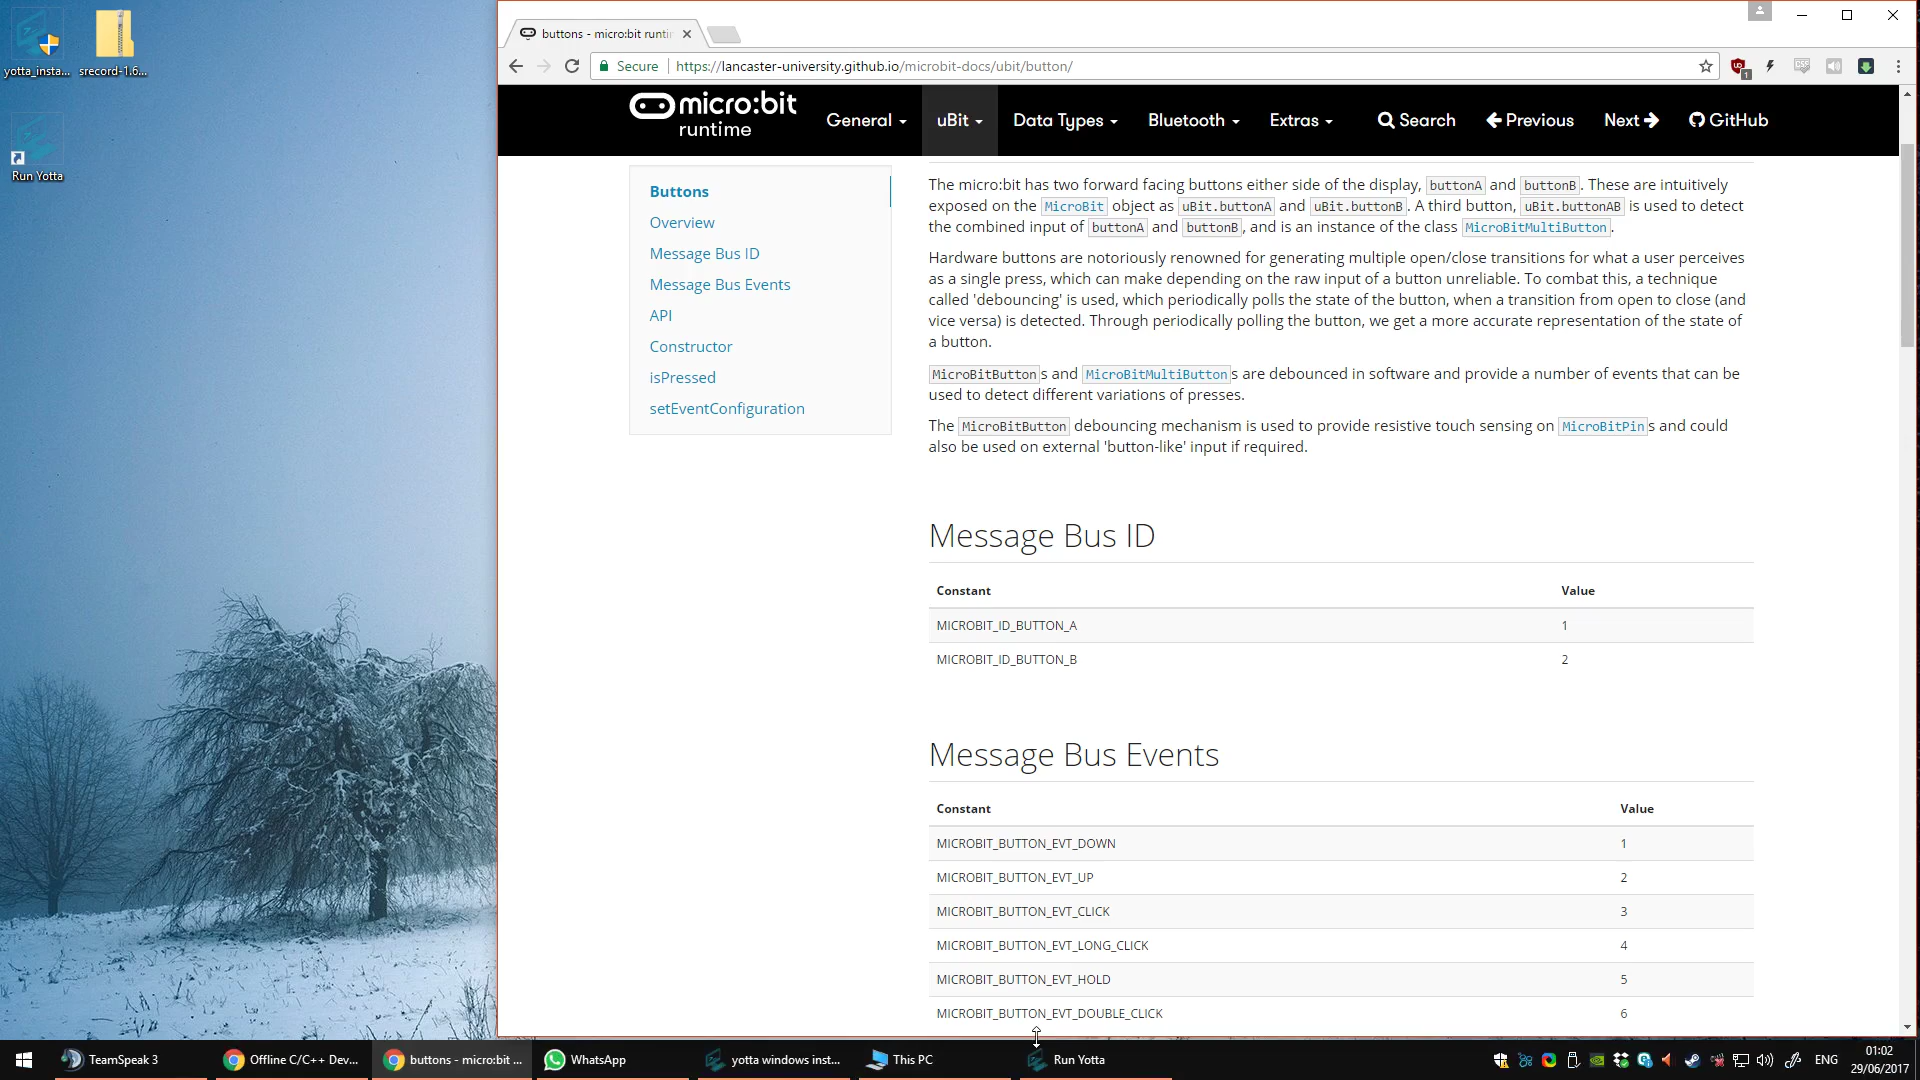 yotta_insta...
srecord-1.6...
Run Yotta
buttons - micro:bit runti
Secure
https://lancaster-university.github.io/microbit-docs/ubit/button/
1
micro:bit
runtime
General
uBit
Data Types
Bluetooth
Extras
Search
Previous
Next
GitHub
Buttons
Overview
Message Bus ID
Message Bus Events
API
Constructor
isPressed
setEventConfiguration
The micro:bit has two forward facing buttons either side of the display, buttonA and buttonB. These are intuitively
exposed on the MicroBit object as uBit.buttonA and uBit.buttonB. A third button, uBit.buttonAB is used to detect
the combined input of buttonA and buttonB, and is an instance of the class MicroBitMultiButton.
Hardware buttons are notoriously renowned for generating multiple open/close transitions for what a user perceives
as a single press, which can make depending on the raw input of a button unreliable. To combat this, a technique
called 'debouncing' is used, which periodically polls the state of the button, when a transition from open to close (and
vice versa) is detected. Through periodically polling the button, we get a more accurate representation of the state of
a button.
MicroBitButtons and MicroBitMultiButtons are debounced in software and provide a number of events that can be
used to detect different variations of presses.
The MicroBitButton debouncing mechanism is used to provide resistive touch sensing on MicroBitPins and could
also be used on external 'button-like' input if required.
Message Bus ID
Constant Value
MICROBIT_ID_BUTTON_A 1
MICROBIT_ID_BUTTON_B 2
Message Bus Events
Constant Value
MICROBIT_BUTTON_EVT_DOWN 1
MICROBIT_BUTTON_EVT_UP 2
MICROBIT_BUTTON_EVT_CLICK 3
MICROBIT_BUTTON_EVT_LONG_CLICK 4
MICROBIT_BUTTON_EVT_HOLD 5
MICROBIT_BUTTON_EVT_DOUBLE_CLICK 6
TeamSpeak 3
Offline C/C++ Dev...
buttons - micro:bit ...
WhatsApp
yotta windows inst...
This PC
Run Yotta
ENG
01:02
29/06/2017